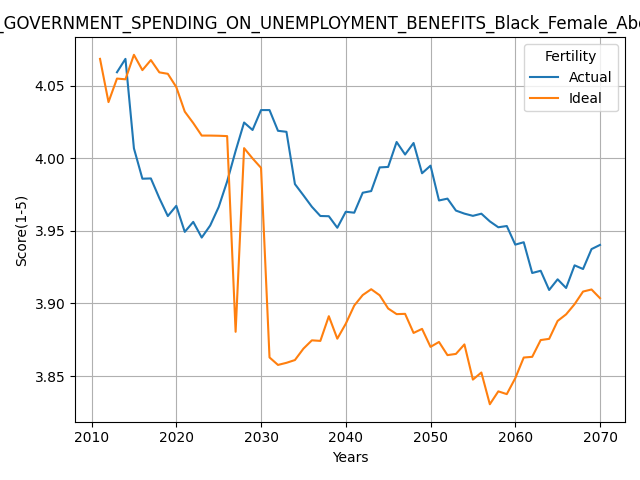 _GOVERNMENT_SPENDING_ON_UNEMPLOYMENT_BENEFITS_Black_Female_Abo
Fertility
Actual
Ideal
Score(1-5)
4.05
4.00
3.95
3.90
3.85
2010 2020 2030 2040 2050 2060 2070
Years